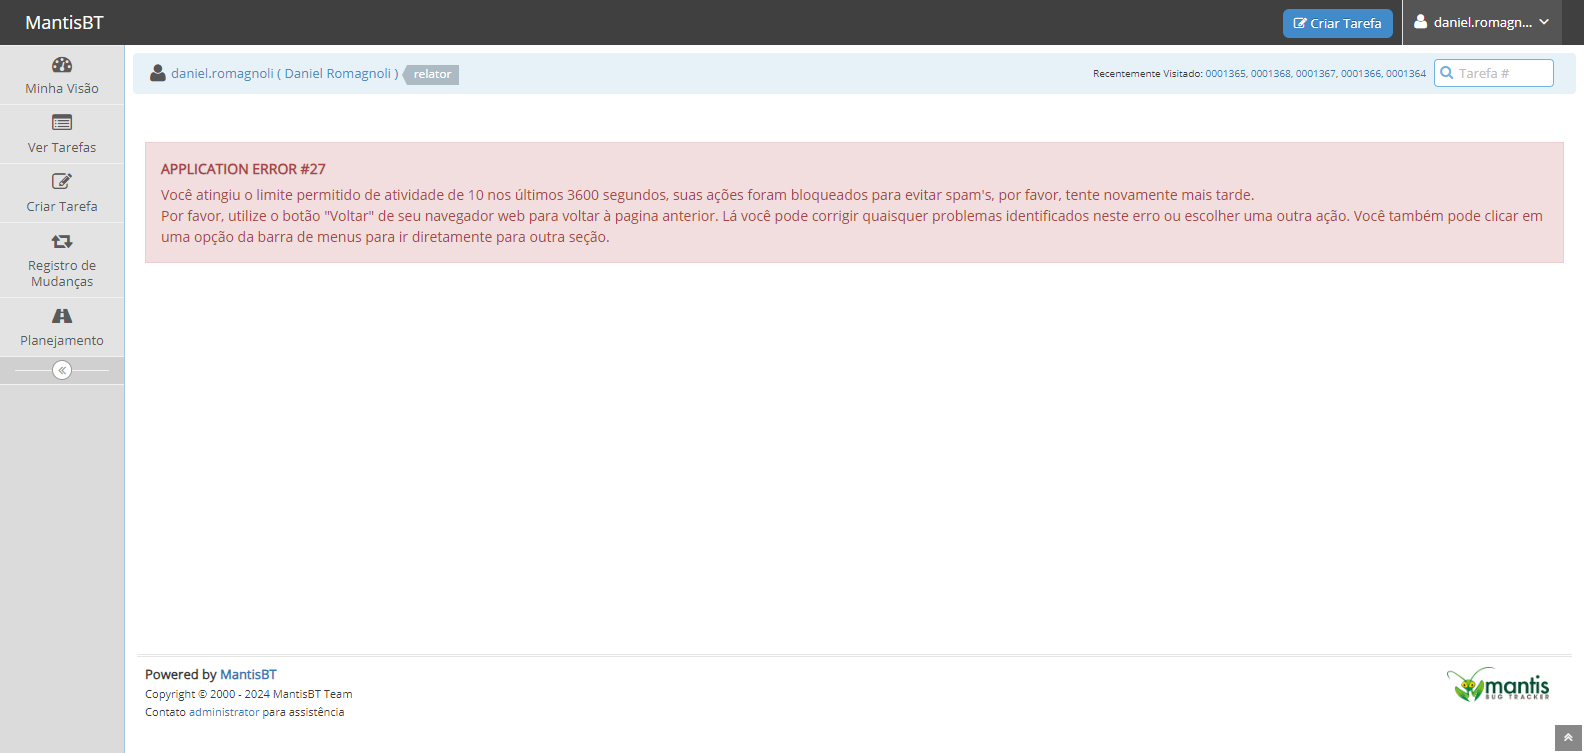 MantisBT
Criar Tarefa
daniel.romagn...
Minha Visão
Ver Tarefas
Criar Tarefa
Registro de
Mudanças
Planejamento
daniel.romagnoli ( Daniel Romagnoli ) relator
Recentemente Visitado: 0001365, 0001368, 0001367, 0001366, 0001364
Tarefa #
APPLICATION ERROR #27
Você atingiu o limite permitido de atividade de 10 nos últimos 3600 segundos, suas ações foram bloqueados para evitar spam's, por favor, tente novamente mais tarde.
Por favor, utilize o botão "Voltar" de seu navegador web para voltar à pagina anterior. Lá você pode corrigir quaisquer problemas identificados neste erro ou escolher uma outra ação. Você também pode clicar em
uma opção da barra de menus para ir diretamente para outra seção.
Powered by MantisBT
Copyright © 2000 - 2024 MantisBT Team
Contato administrator para assistência
mantis
BUG TRACKER